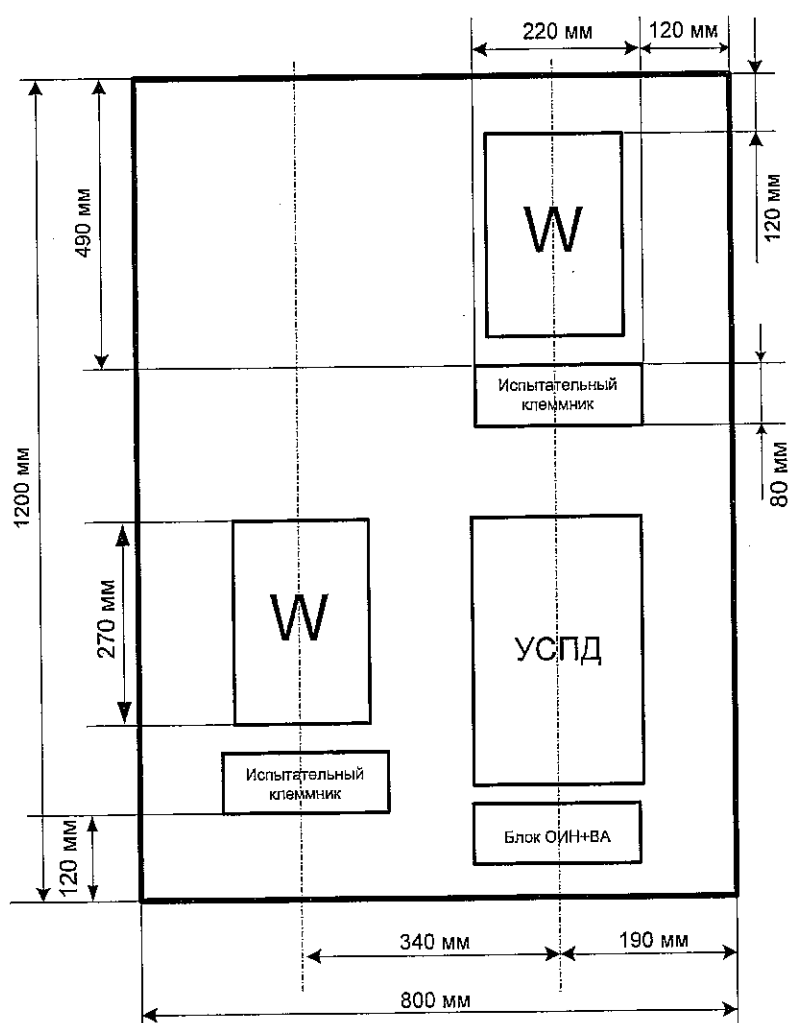 220 мм
120 мм
490 мм
W
120 мм
Испытательный
клеммник
80 мм
1200 мм
W
270 мм
УСПД
Испытательный
клеммник
Блок ОИН+ВА
120 мм
340 мм
190 мм
800 мм